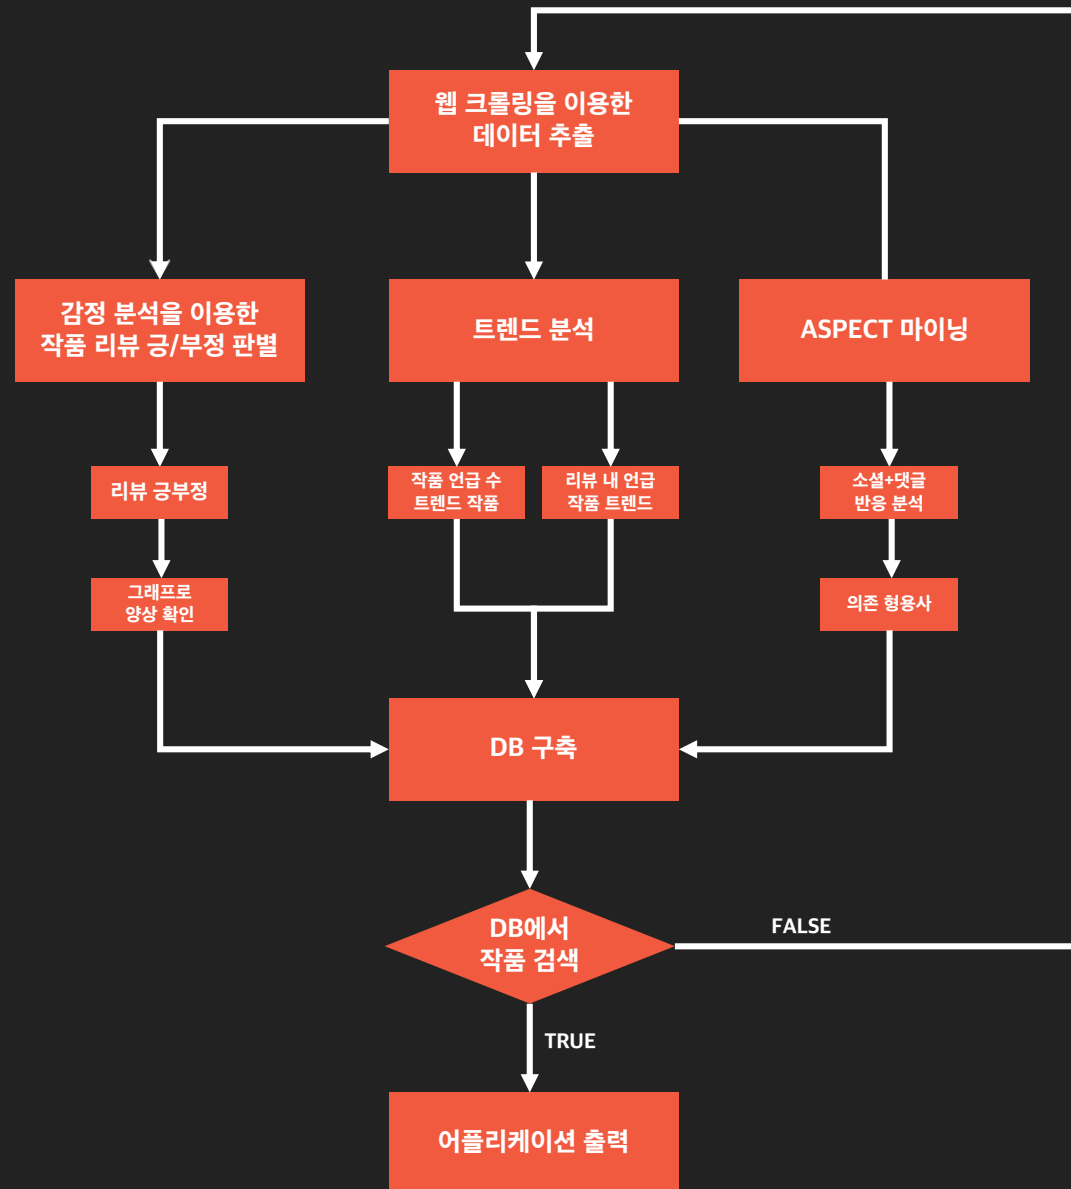 웹 크롤링을 이용한
데이터 추출
감정 분석을 이용한
작품 리뷰 긍/부정 판별
트렌드 분석
ASPECT 마이닝
리뷰 긍부정
작품 언급 수
트렌드 작품
리뷰 내 언급
작품 트렌드
소셜+댓글
반응 분석
그래프로
양상 확인
의존 형용사
DB 구축
DB에서
작품 검색
FALSE
TRUE
어플리케이션 출력